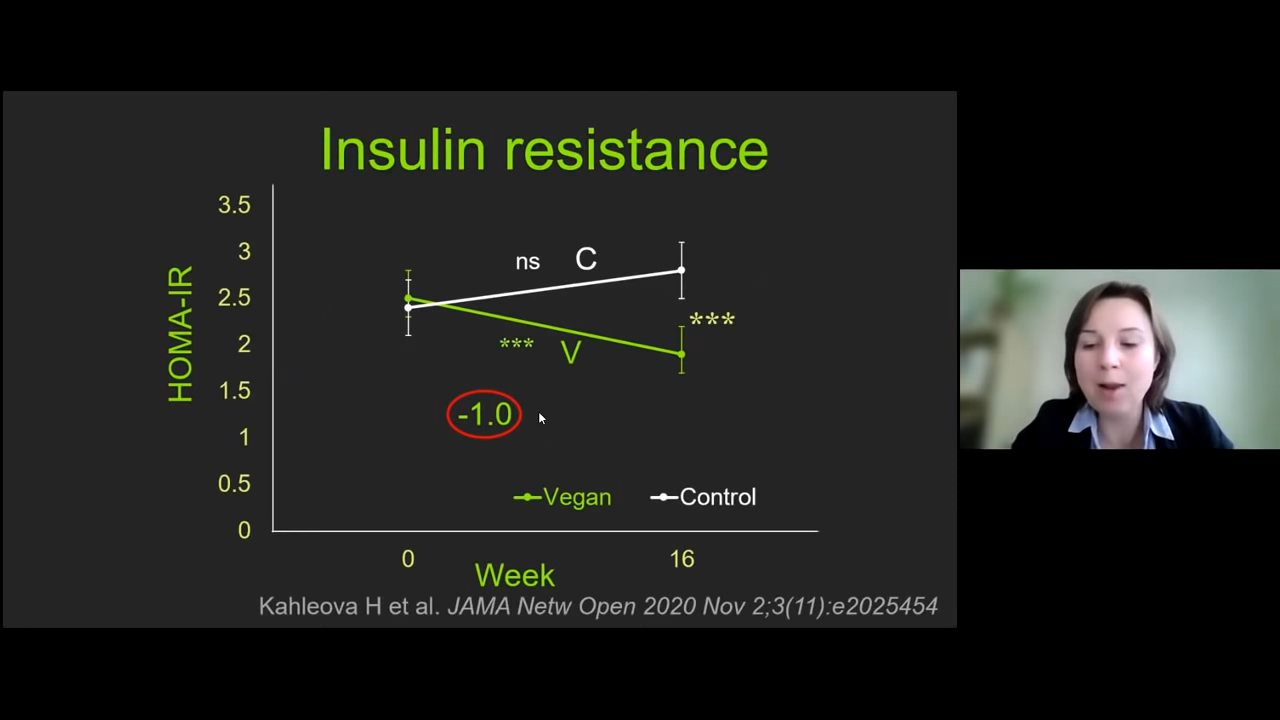 Insulin resistance
HOMA-IR
3.5
3
2.5
2
1.5
1
0.5
0
ns C
***
*** V
-1.0
Vegan Control
0 16
Week
Kahleova H et al. JAMA Netw Open 2020 Nov 2;3(11):e2025454